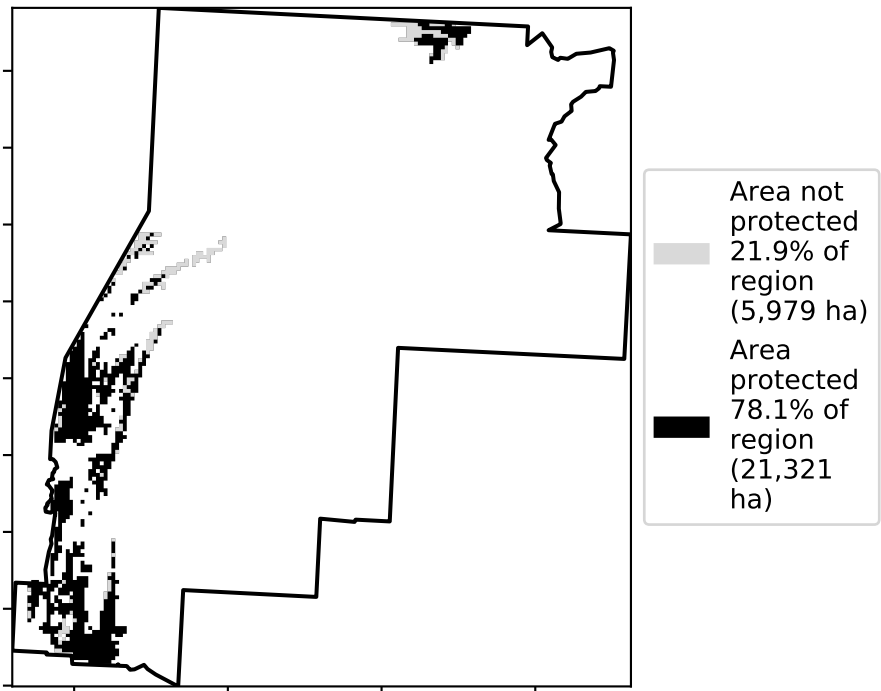 Area not
protected
21.9% of
region
(5,979 ha)
Area
protected
78.1% of
region
(21,321
ha)